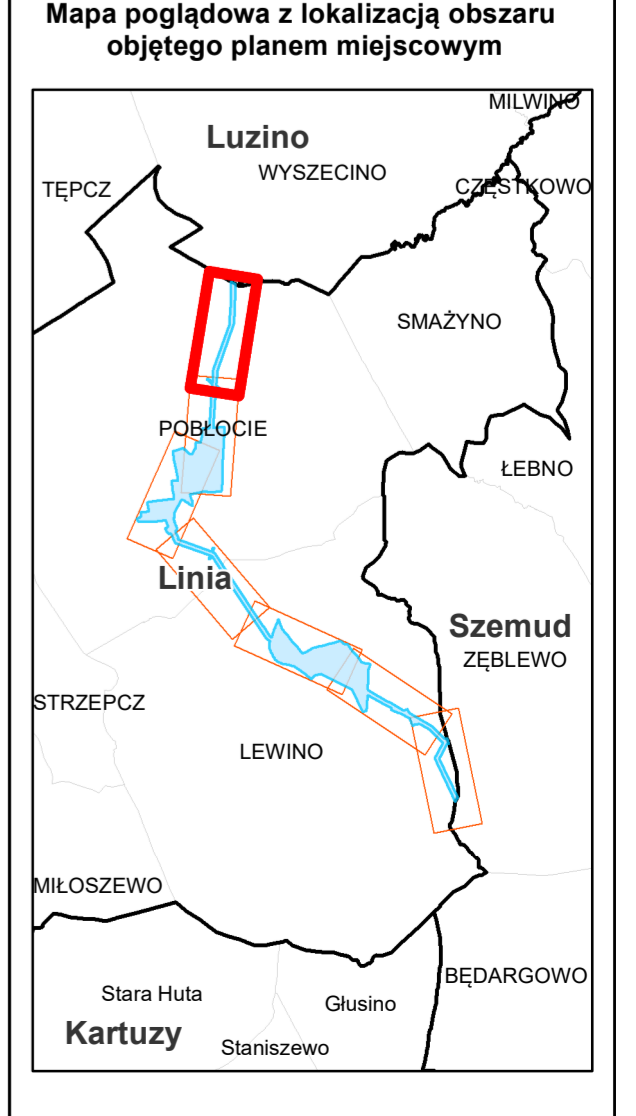 Mapa poglądowa z lokalizacją obszaru
objętego planem miejscowym
MILWINO
Luzino
WYSZECINO
TĘPCZ
CZĘSTKOWO
SMAŻYNO
POBŁOCIE
ŁEBNO
Linia
Szemud
ZĘBLEWO
STRZEPCZ
LEWINO
MIŁOSZEWO
BĘDARGOWO
Stara Huta
Głusino
Kartuzy
Staniszewo